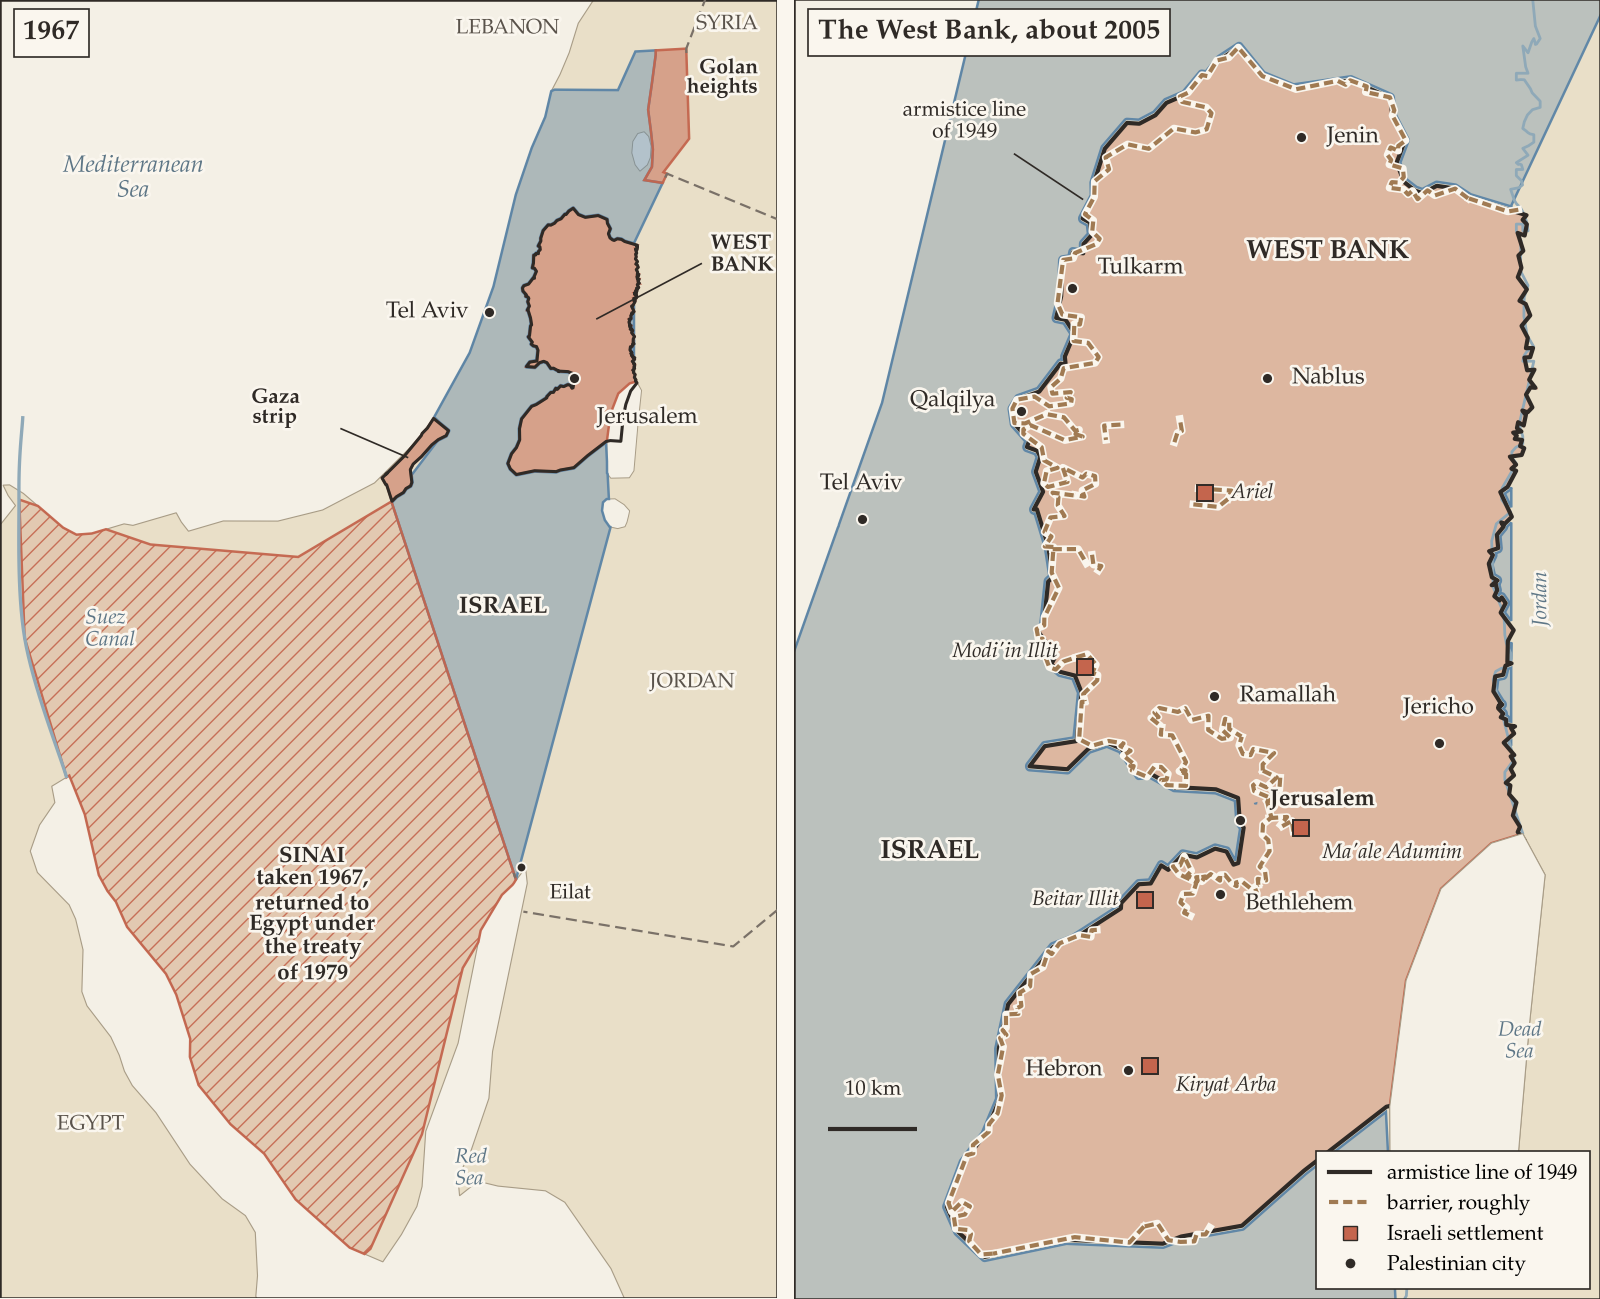 1967
LEBANON
SYRIA
Golan
heights
Mediterranean
Sea
WEST
BANK
Tel Aviv
Gaza
strip
Jerusalem
ISRAEL
Suez
Canal
JORDAN
SINAI
taken 1967,
returned to
Egypt under
the treaty
of 1979
Eilat
EGYPT
Red
Sea
The West Bank, about 2005
armistice line
of 1949
Jenin
WEST BANK
Tulkarm
Nablus
Qalqilya
Tel Aviv
Ariel
Jordan
Modi'in Illit
Ramallah
Jericho
Jerusalem
ISRAEL
Ma'ale Adumim
Beitar Illit
Bethlehem
Dead
Sea
Hebron
Kiryat Arba
10 km
armistice line of 1949
barrier, roughly
Israeli settlement
Palestinian city